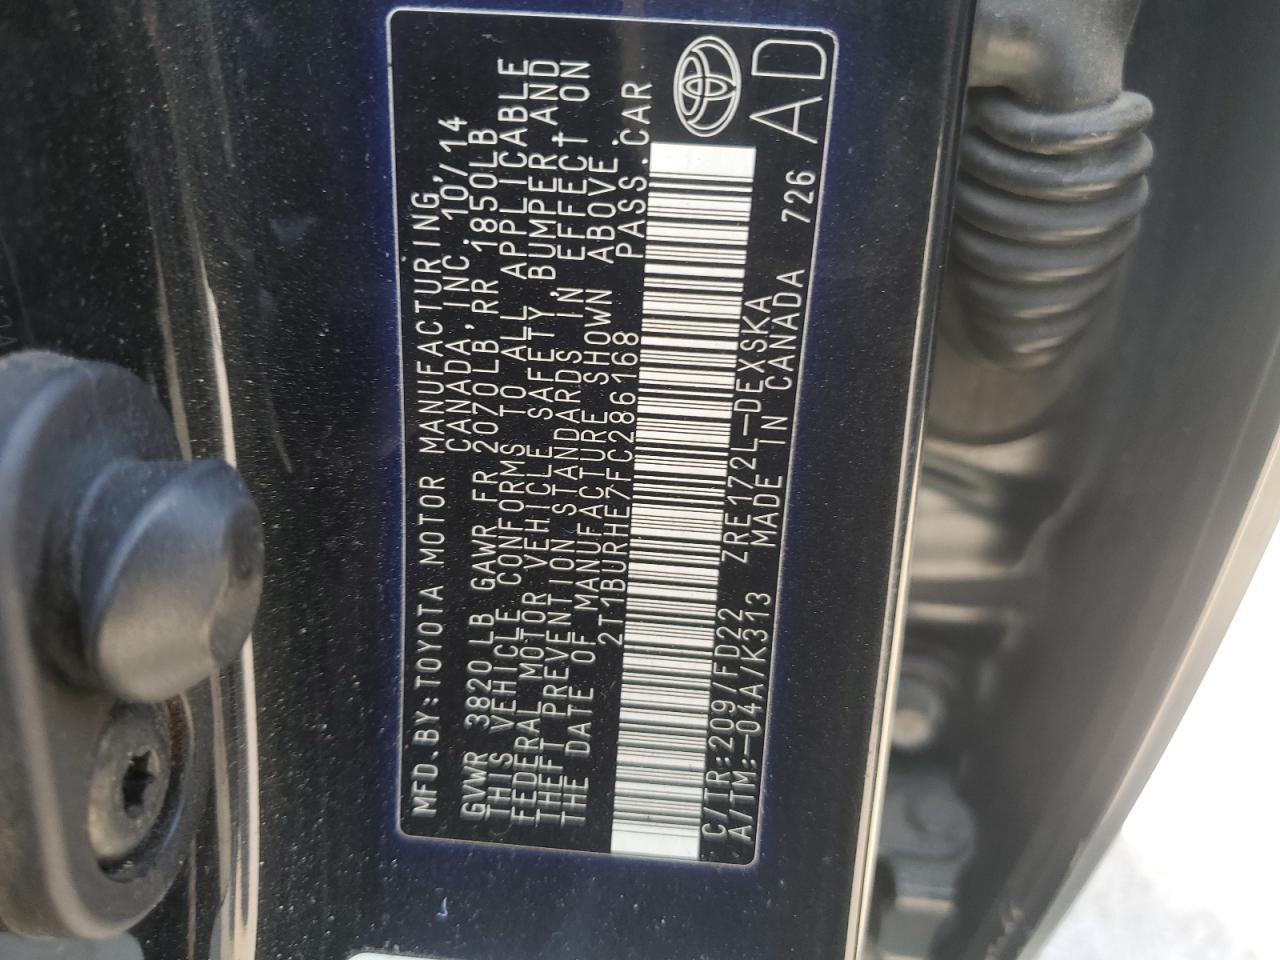 MFD.BY:TOYOTA MOTOR MANUFACTURING,
CANADA,INC. 10/14
GVWR 3820LB GAWR FR 2070LB,RR 1850LB
THIS VEHICLE CONFORMS TO ALL APPLICABLE
FEDERAL MOTOR VEHICLE SAFETY,BUMPER,AND
THEFT PREVENTION STANDARDS IN EFFECT ON
THE DATE OF MANUFACTURE SHOWN ABOVE.
2T1BURHE7FC286168 PASS.CAR
C/TR:209/FD22 ZRE172L-DEXSKA
A/TM:-04A/K313 MADE IN CANADA 726
AD